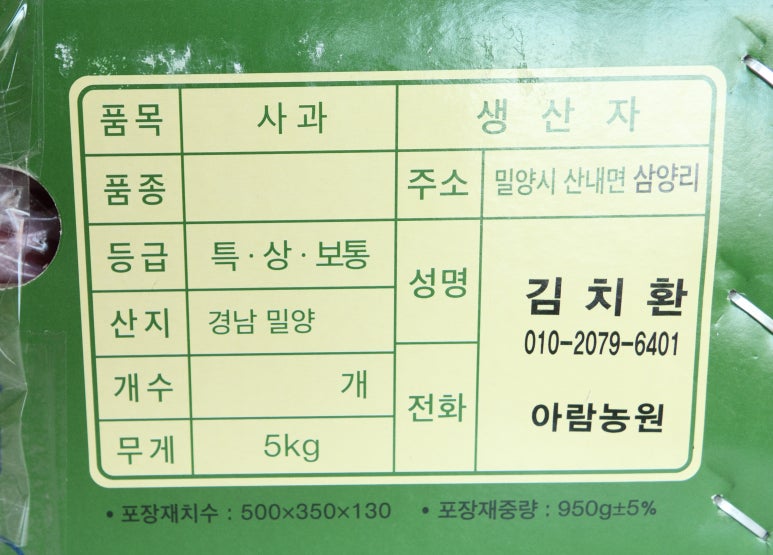 품목 사과 생산자
품종 주소 밀양시 산내면 삼양리
등급 특·상·보통 성명 김치환
산지 경남 밀양 010-2079-6401
개수 개 전화 아람농원
무게 5kg
• 포장재치수 : 500×350×130 • 포장재중량 : 950g±5%